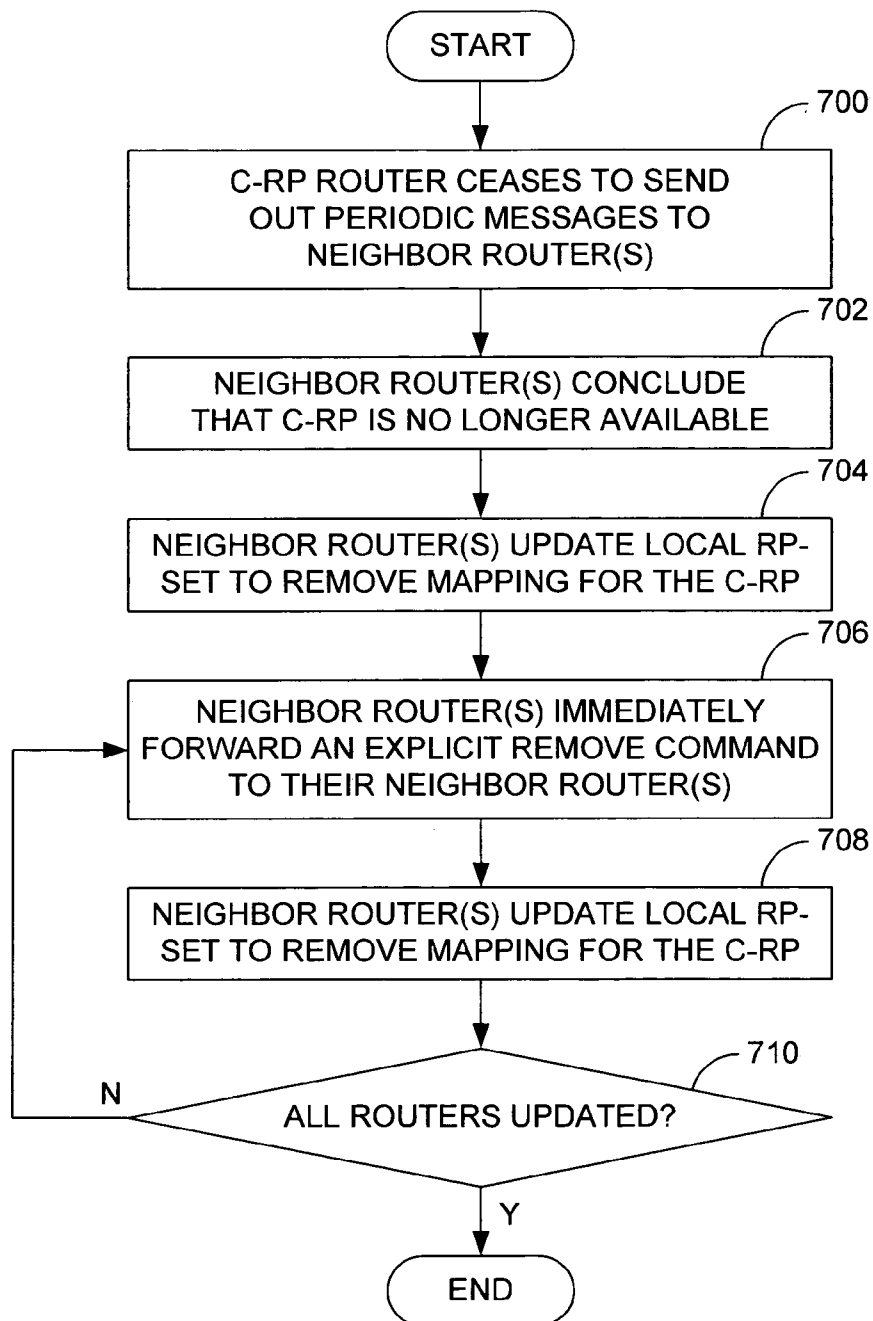 START
700
C-RP ROUTER CEASES TO SEND
OUT PERIODIC MESSAGES TO
NEIGHBOR ROUTER(S)
702
NEIGHBOR ROUTER(S) CONCLUDE
THAT C-RP IS NO LONGER AVAILABLE
704
NEIGHBOR ROUTER(S) UPDATE LOCAL RP-
SET TO REMOVE MAPPING FOR THE C-RP
706
NEIGHBOR ROUTER(S) IMMEDIATELY
FORWARD AN EXPLICIT REMOVE COMMAND
TO THEIR NEIGHBOR ROUTER(S)
708
NEIGHBOR ROUTER(S) UPDATE LOCAL RP-
SET TO REMOVE MAPPING FOR THE C-RP
710
N
ALL ROUTERS UPDATED?
Y
END